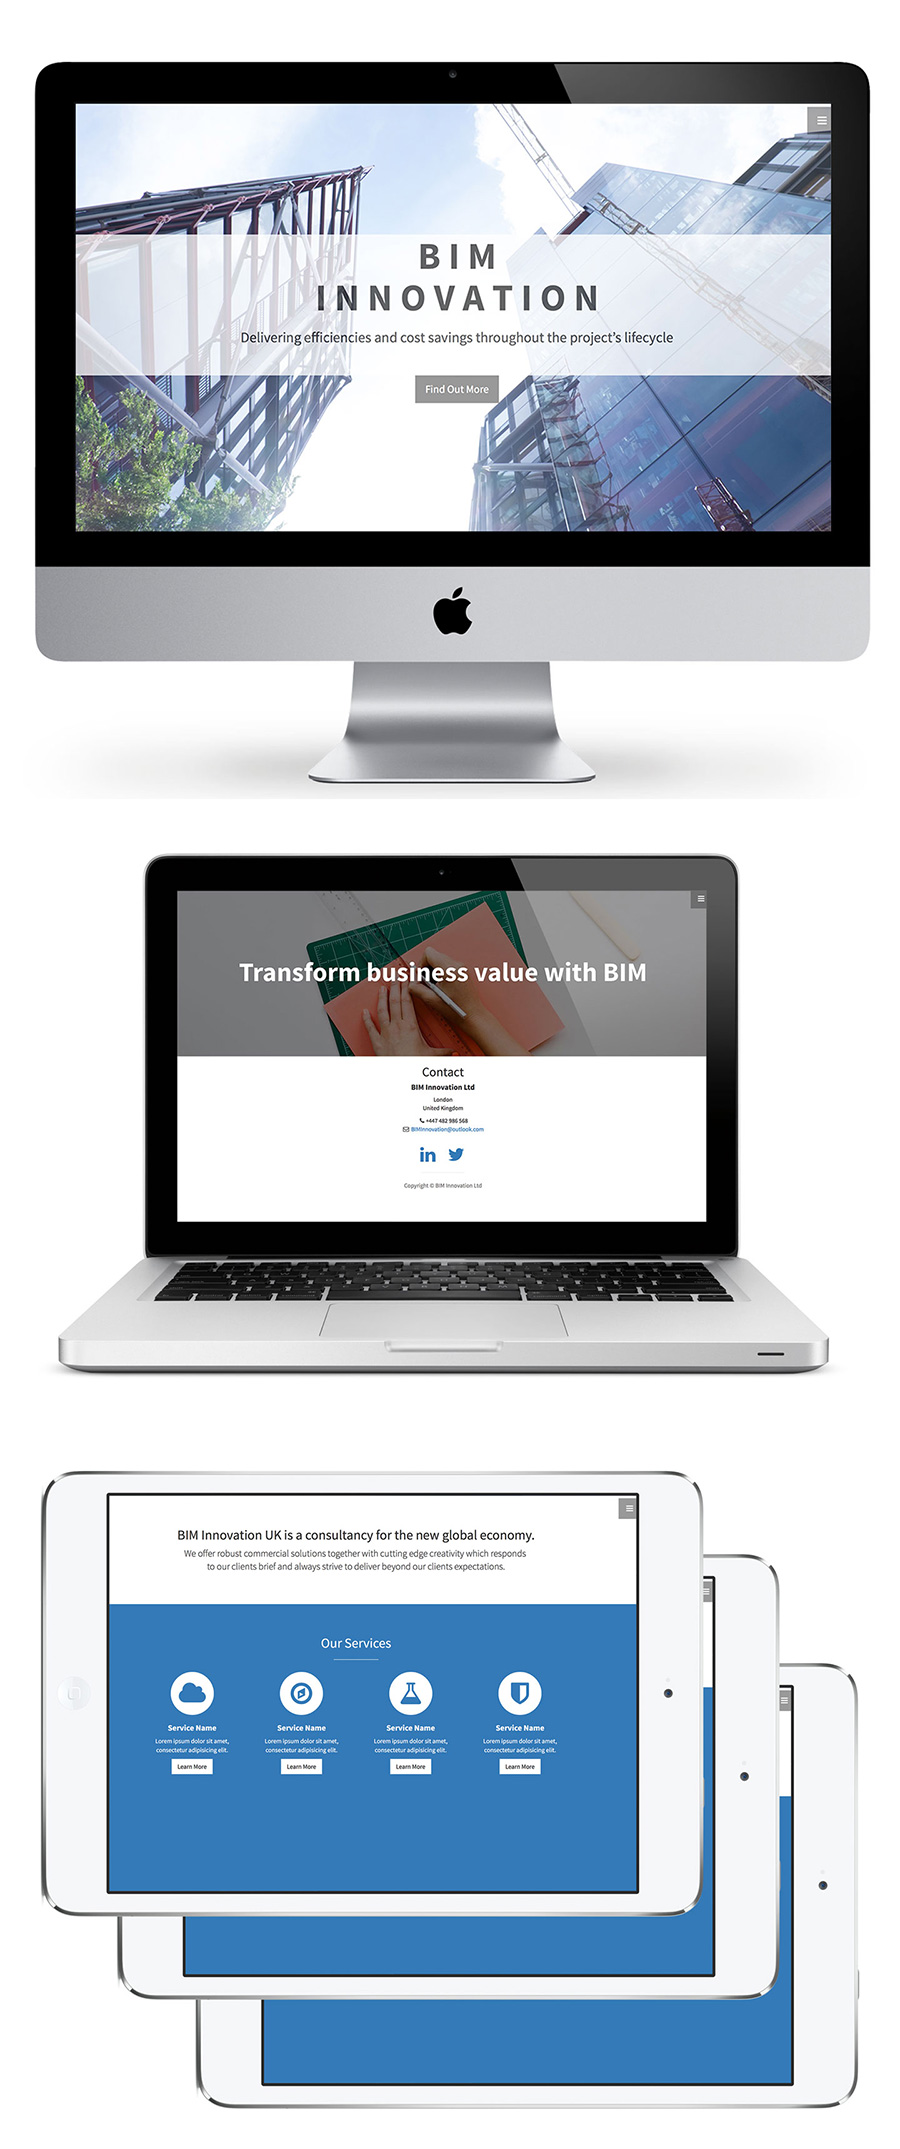 BIM
INNOVATION
Delivering efficiencies and cost savings throughout the project's lifecycle
Find Out More
Transform business value with BIM
Contact
BIM Innovation Ltd
London
United Kingdom
+447 482 986 568
BIMInnovation@outlook.com
in
Copyright © BIM Innovation Ltd
BIM Innovation UK is a consultancy for the new global economy.
We offer robust commercial solutions together with cutting edge creativity which responds
to our clients brief and always strive to deliver beyond our clients expectations.
Our Services
Service Name Service Name Service Name Service Name
Lorem ipsum dolor sit amet, Lorem ipsum dolor sit amet, Lorem ipsum dolor sit amet, Lorem ipsum dolor sit amet,
consectetur adipisicing elit. consectetur adipisicing elit. consectetur adipisicing elit. consectetur adipisicing elit.
Learn More Learn More Learn More Learn More